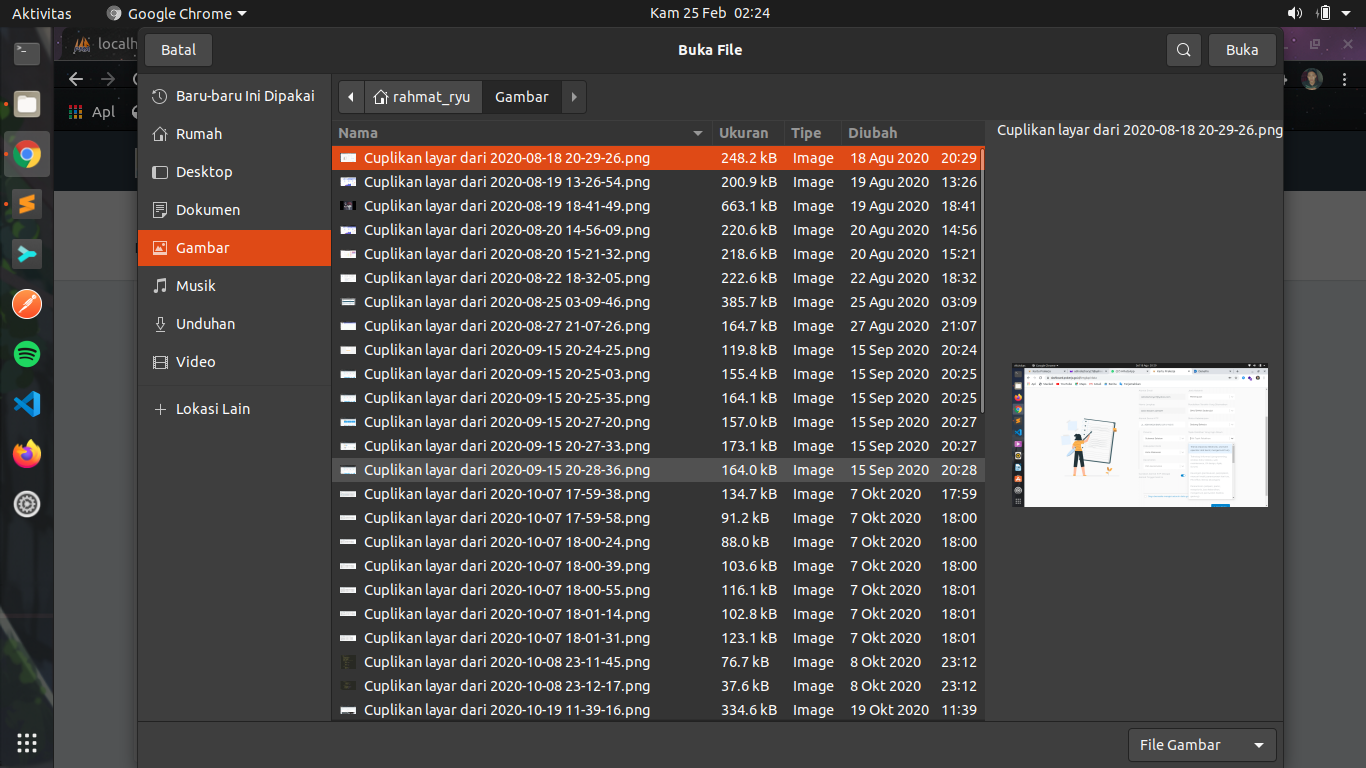 Aktivitas
Google Chrome
Kam 25 Feb 02:24
localh
Batal
Buka File
Buka
Apl
Baru-baru Ini Dipakai
Rumah
Desktop
Dokumen
Gambar
Musik
Unduhan
Video
Lokasi Lain
rahmat_ryu
Gambar
Nama Ukuran Tipe Diubah
Cuplikan layar dari 2020-08-18 20-29-26.png 248.2 kB Image 18 Agu 2020 20:29
Cuplikan layar dari 2020-08-19 13-26-54.png 200.9 kB Image 19 Agu 2020 13:26
Cuplikan layar dari 2020-08-19 18-41-49.png 663.1 kB Image 19 Agu 2020 18:41
Cuplikan layar dari 2020-08-20 14-56-09.png 220.6 kB Image 20 Agu 2020 14:56
Cuplikan layar dari 2020-08-20 15-21-32.png 218.6 kB Image 20 Agu 2020 15:21
Cuplikan layar dari 2020-08-22 18-32-05.png 222.6 kB Image 22 Agu 2020 18:32
Cuplikan layar dari 2020-08-25 03-09-46.png 385.7 kB Image 25 Agu 2020 03:09
Cuplikan layar dari 2020-08-27 21-07-26.png 164.7 kB Image 27 Agu 2020 21:07
Cuplikan layar dari 2020-09-15 20-24-25.png 119.8 kB Image 15 Sep 2020 20:24
Cuplikan layar dari 2020-09-15 20-25-03.png 155.4 kB Image 15 Sep 2020 20:25
Cuplikan layar dari 2020-09-15 20-25-35.png 164.1 kB Image 15 Sep 2020 20:25
Cuplikan layar dari 2020-09-15 20-27-20.png 157.0 kB Image 15 Sep 2020 20:27
Cuplikan layar dari 2020-09-15 20-27-33.png 173.1 kB Image 15 Sep 2020 20:27
Cuplikan layar dari 2020-09-15 20-28-36.png 164.0 kB Image 15 Sep 2020 20:28
Cuplikan layar dari 2020-10-07 17-59-38.png 134.7 kB Image 7 Okt 2020 17:59
Cuplikan layar dari 2020-10-07 17-59-58.png 91.2 kB Image 7 Okt 2020 18:00
Cuplikan layar dari 2020-10-07 18-00-24.png 88.0 kB Image 7 Okt 2020 18:00
Cuplikan layar dari 2020-10-07 18-00-39.png 103.6 kB Image 7 Okt 2020 18:00
Cuplikan layar dari 2020-10-07 18-00-55.png 116.1 kB Image 7 Okt 2020 18:01
Cuplikan layar dari 2020-10-07 18-01-14.png 102.8 kB Image 7 Okt 2020 18:01
Cuplikan layar dari 2020-10-07 18-01-31.png 123.1 kB Image 7 Okt 2020 18:01
Cuplikan layar dari 2020-10-08 23-11-45.png 76.7 kB Image 8 Okt 2020 23:12
Cuplikan layar dari 2020-10-08 23-12-17.png 37.6 kB Image 8 Okt 2020 23:12
Cuplikan layar dari 2020-10-19 11-39-16.png 334.6 kB Image 19 Okt 2020 11:39
Cuplikan layar dari 2020-08-18 20-29-26.png
File Gambar